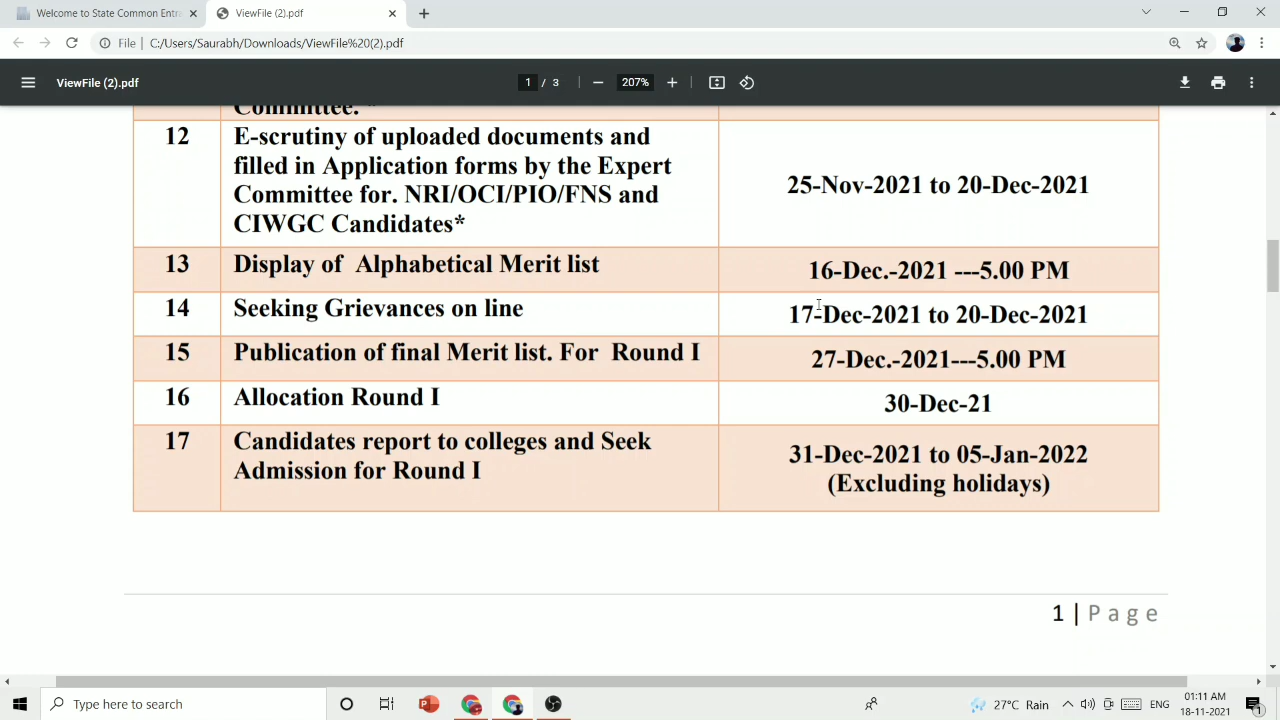 Welcome to State Common Entra
ViewFile (2).pdf
File | C:/Users/Saurabh/Downloads/ViewFile%20(2).pdf
ViewFile (2).pdf
1 / 3
207%
Committee. *
12 E-scrutiny of uploaded documents and
filled in Application forms by the Expert
Committee for. NRI/OCI/PIO/FNS and
CIWGC Candidates*
25-Nov-2021 to 20-Dec-2021
13 Display of Alphabetical Merit list 16-Dec.-2021 ---5.00 PM
14 Seeking Grievances on line 17-Dec-2021 to 20-Dec-2021
15 Publication of final Merit list. For Round I 27-Dec.-2021---5.00 PM
16 Allocation Round I 30-Dec-21
17 Candidates report to colleges and Seek
Admission for Round I
31-Dec-2021 to 05-Jan-2022
(Excluding holidays)
1 | Page
Type here to search
27°C Rain
ENG
01:11 AM
18-11-2021
1